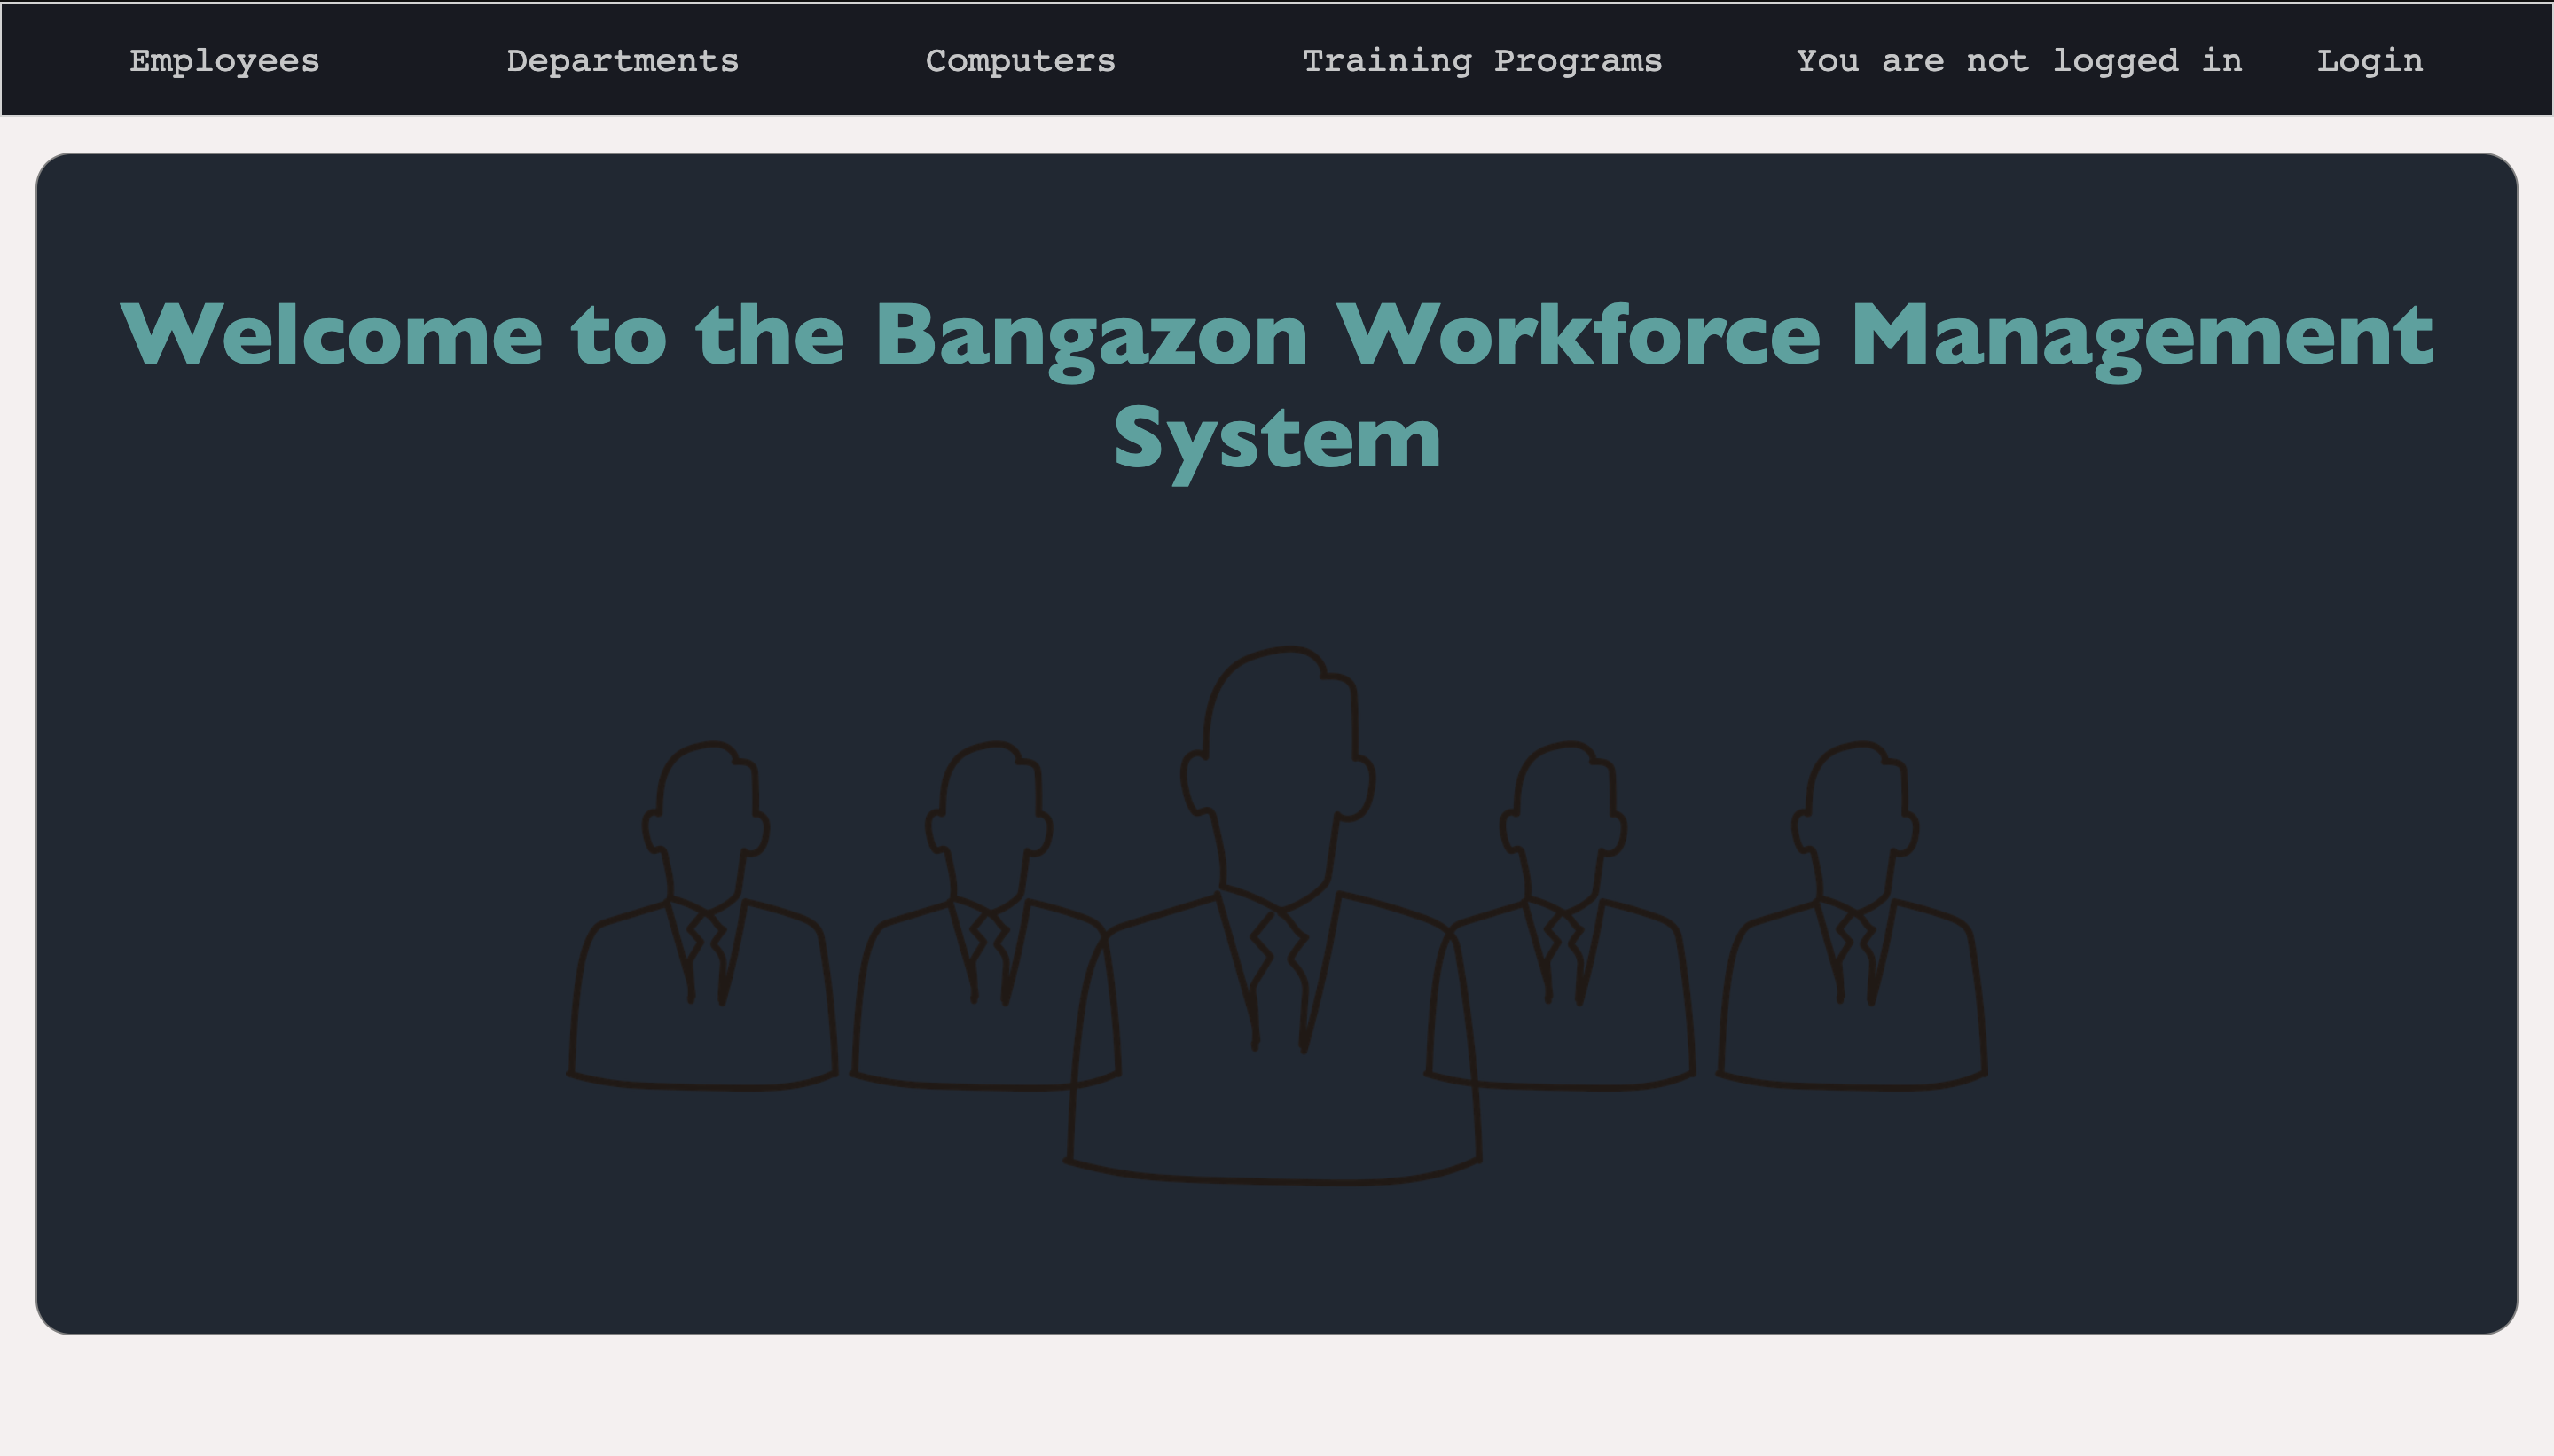 Employees Departments Computers Training Programs You are not logged in Login
Welcome to the Bangazon Workforce Management
System